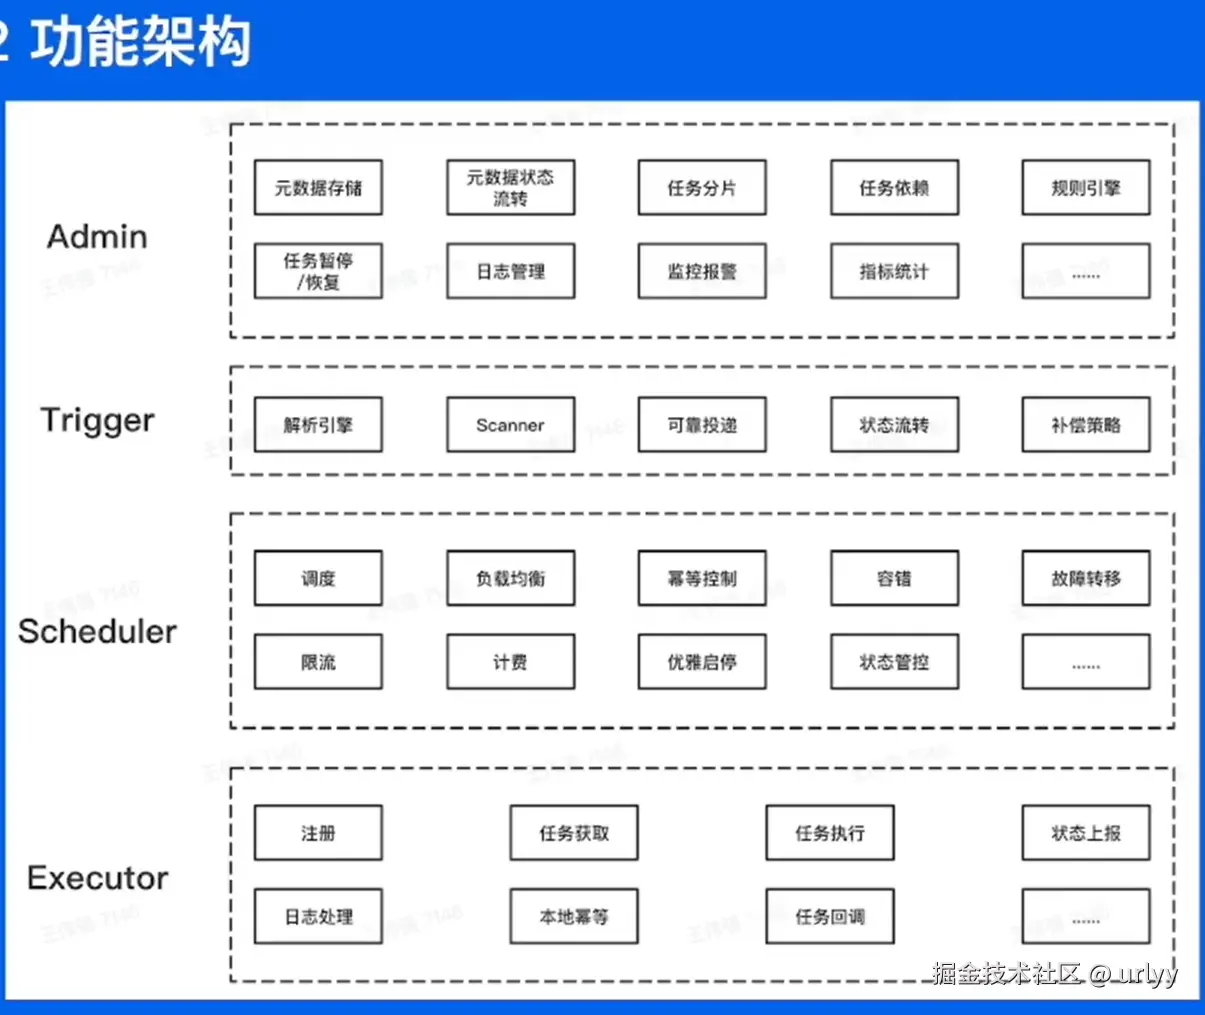 2 功能架构
Admin
元数据存储
元数据状态
流转
任务分片
任务依赖
规则引擎
任务暂停
/恢复
日志管理
监控报警
指标统计
......
Trigger
解析引擎
Scanner
可靠投递
状态流转
补偿策略
Scheduler
调度
负载均衡
幂等控制
容错
故障转移
限流
计费
优雅启停
状态管控
......
Executor
注册
任务获取
任务执行
状态上报
日志处理
本地幂等
任务回调
......
掘金技术社区 @ urlyy